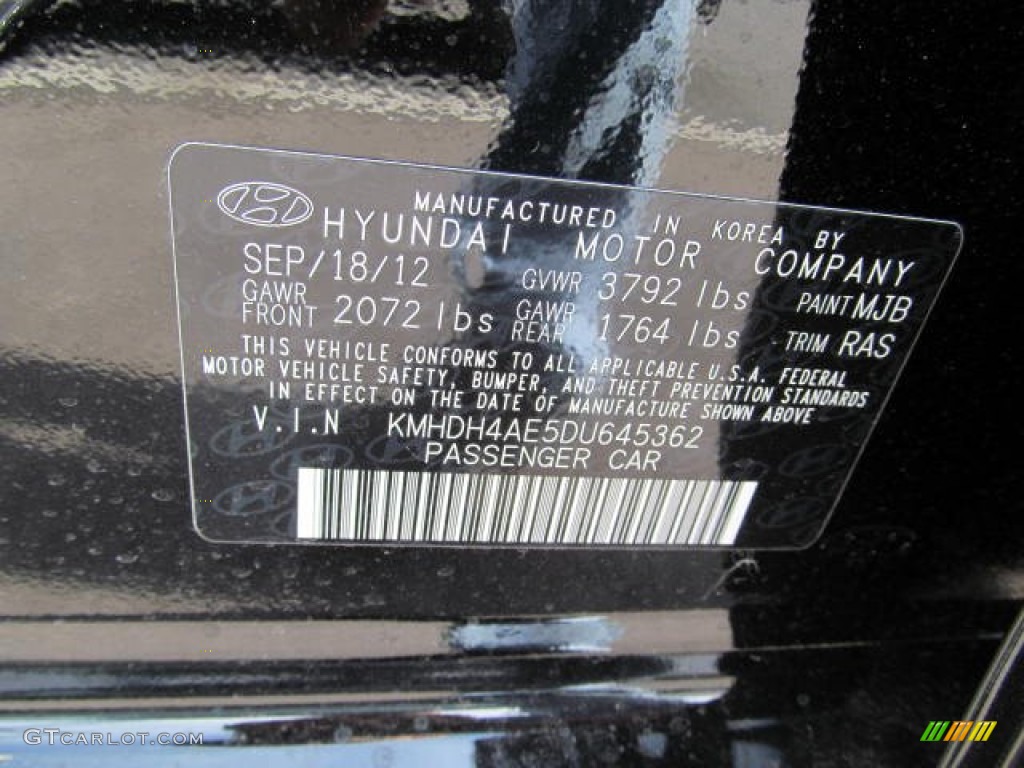 MANUFACTURED IN KOREA BY
HYUNDAI MOTOR COMPANY
SEP/18/12 GVWR 3792 lbs PAINT MJB
GAWR FRONT 2072 lbs GAWR REAR 1764 lbs TRIM RAS
THIS VEHICLE CONFORMS TO ALL APPLICABLE U.S.A. FEDERAL
MOTOR VEHICLE SAFETY, BUMPER, AND THEFT PREVENTION STANDARDS
IN EFFECT ON THE DATE OF MANUFACTURE SHOWN ABOVE
V.I.N KMHDH4AE5DU645362
PASSENGER CAR
GTCARLOT.COM